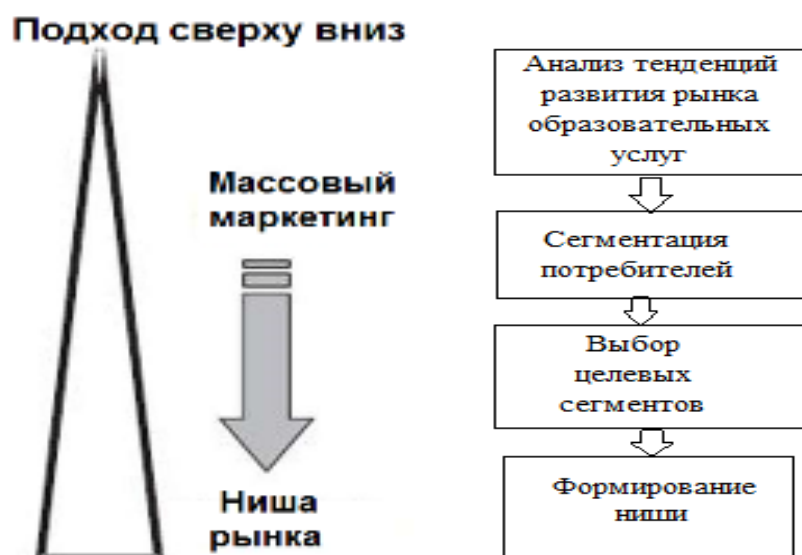 Подход сверху вниз
Массовый
маркетинг
Ниша
рынка
Анализ тенденций
развития рынка
образовательных
услуг
Сегментация
потребителей
Выбор
целевых
сегментов
Формирование
ниши